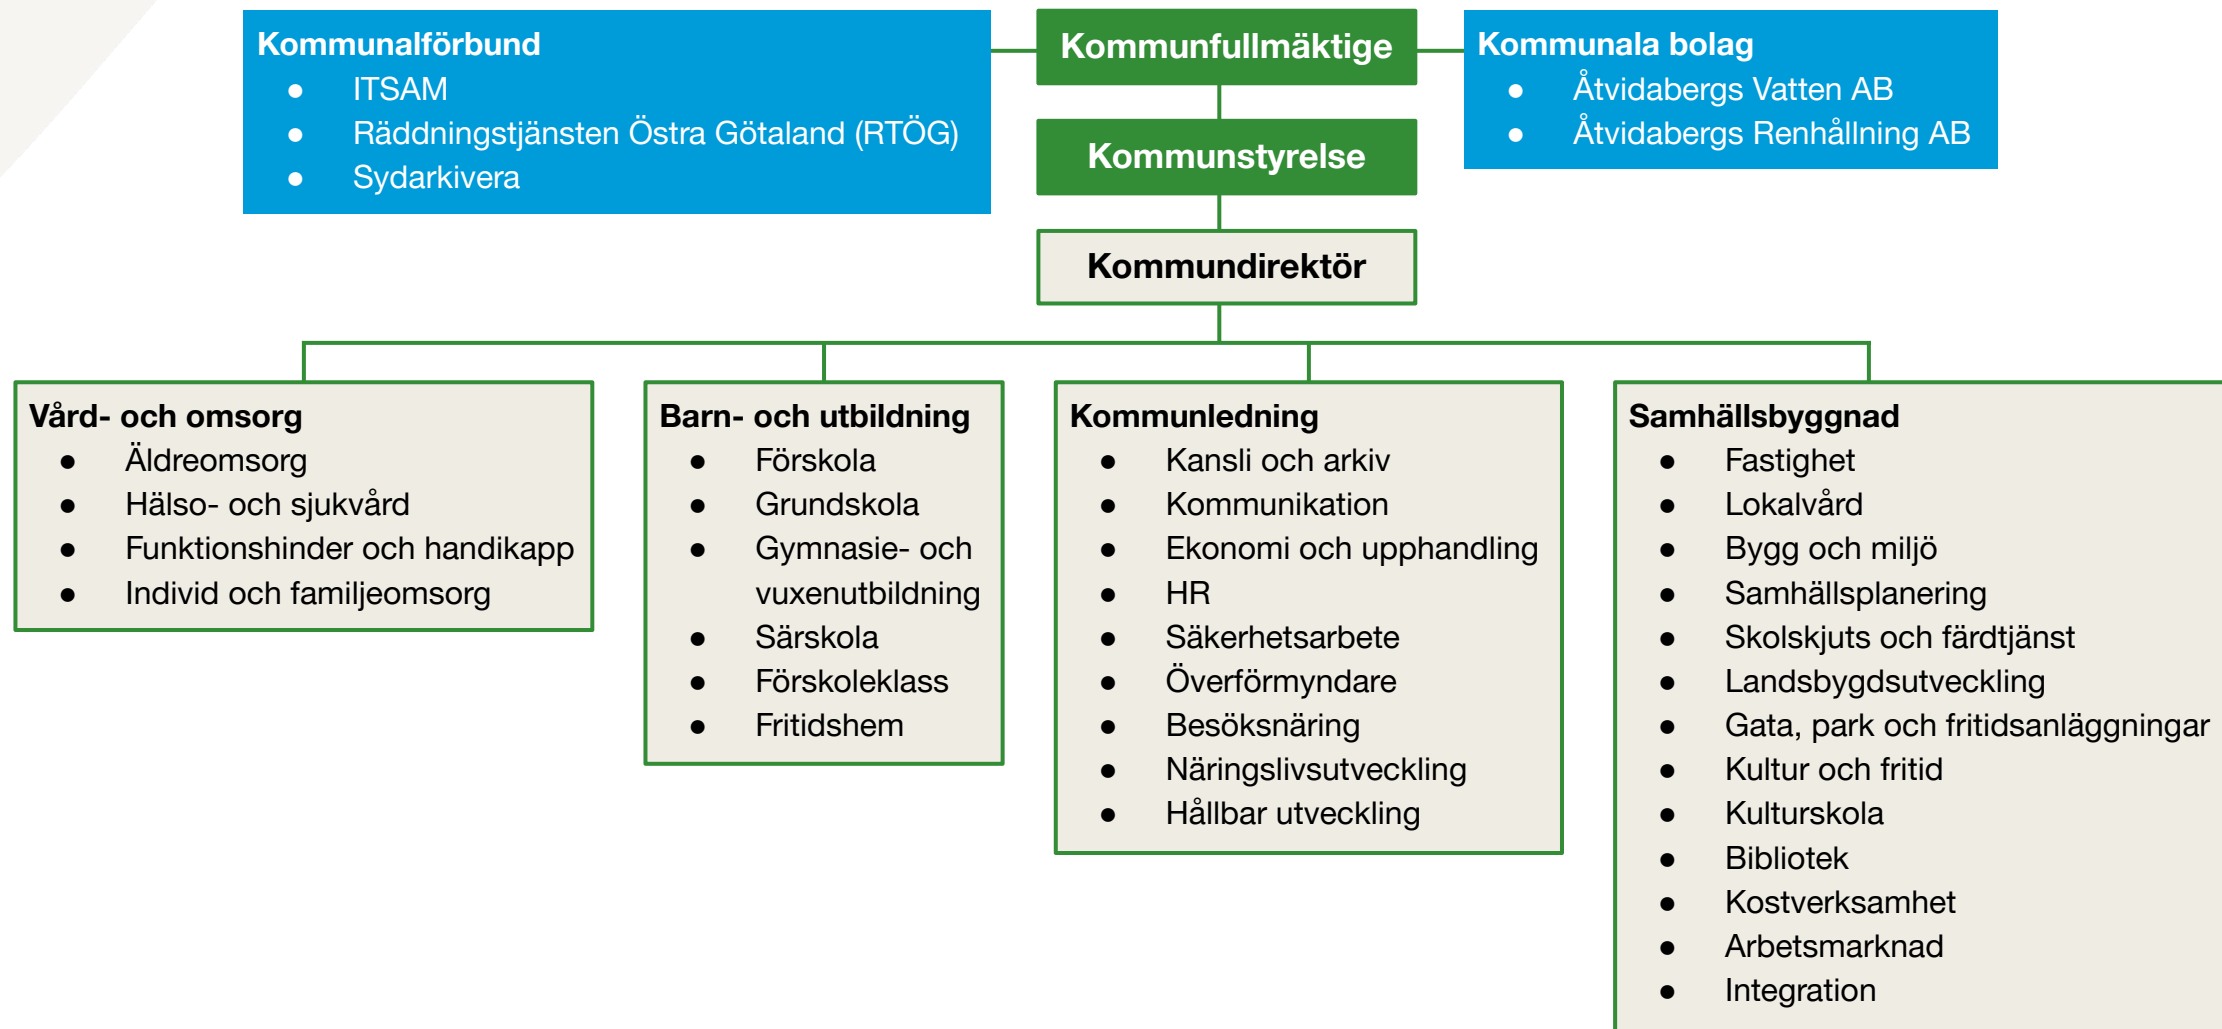 Kommunalförbund
● ITSAM
● Räddningstjänsten Östra Götaland (RTÖG)
● Sydarkivera
Kommunfullmäktige
Kommunstyrelse
Kommundirektör
Kommunala bolag
● Åtvidabergs Vatten AB
● Åtvidabergs Renhållning AB
Vård- och omsorg
● Äldreomsorg
● Hälso- och sjukvård
● Funktionshinder och handikapp
● Individ och familjeomsorg
Barn- och utbildning
● Förskola
● Grundskola
● Gymnasie- och
vuxenutbildning
● Särskola
● Förskoleklass
● Fritidshem
Kommunledning
● Kansli och arkiv
● Kommunikation
● Ekonomi och upphandling
● HR
● Säkerhetsarbete
● Överförmyndare
● Besöksnäring
● Näringslivsutveckling
● Hållbar utveckling
Samhällsbyggnad
● Fastighet
● Lokalvård
● Bygg och miljö
● Samhällsplanering
● Skolskjuts och färdtjänst
● Landsbygdsutveckling
● Gata, park och fritidsanläggningar
● Kultur och fritid
● Kulturskola
● Bibliotek
● Kostverksamhet
● Arbetsmarknad
● Integration